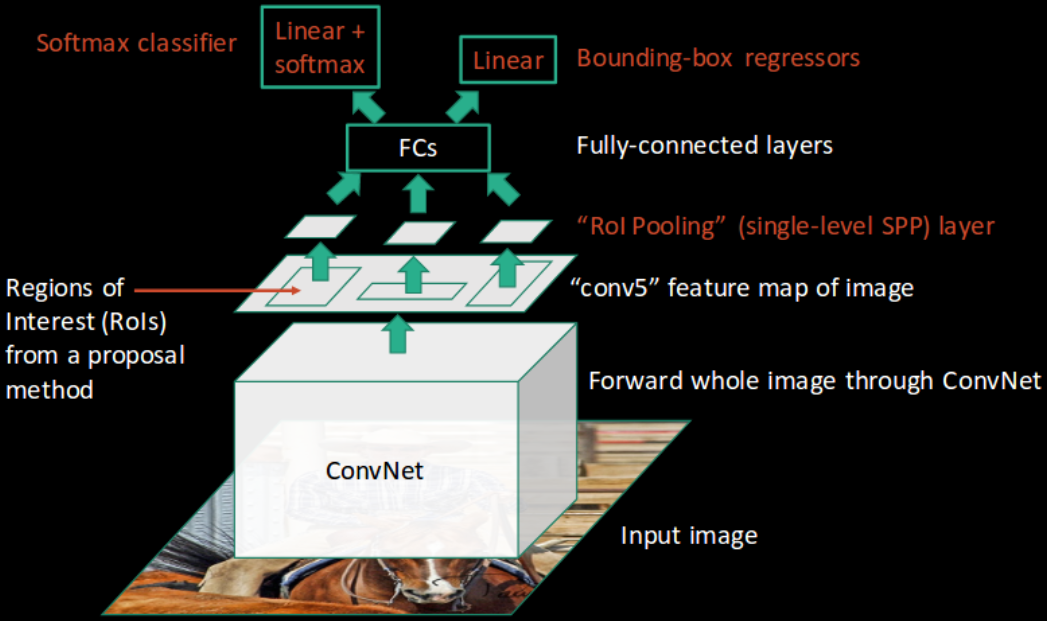 Softmax classifier
Linear +
softmax
Linear
Bounding-box regressors
FCs
Fully-connected layers
“RoI Pooling” (single-level SPP) layer
Regions of
Interest (RoIs)
from a proposal
method
“conv5” feature map of image
Forward whole image through ConvNet
ConvNet
Input image